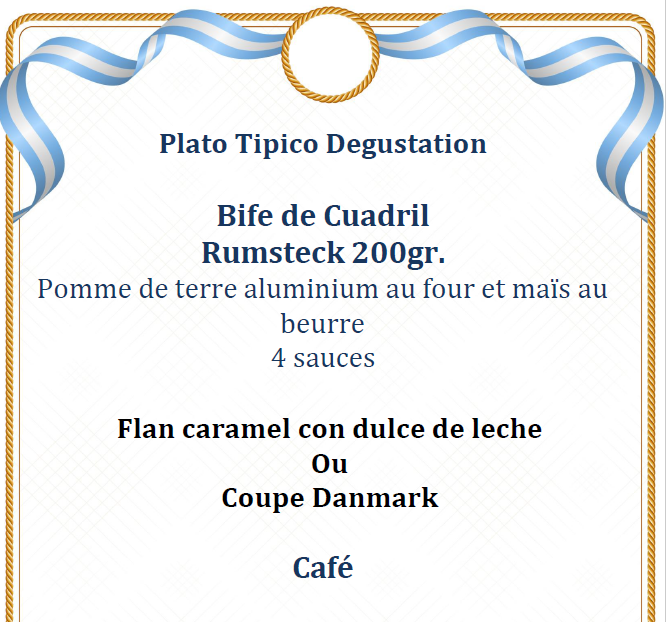 Plato Tipico Degustation
Bife de Cuadril
Rumsteck 200gr.
Pomme de terre aluminium au four et maïs au
beurre
4 sauces
Flan caramel con dulce de leche
Ou
Coupe Danmark
Café